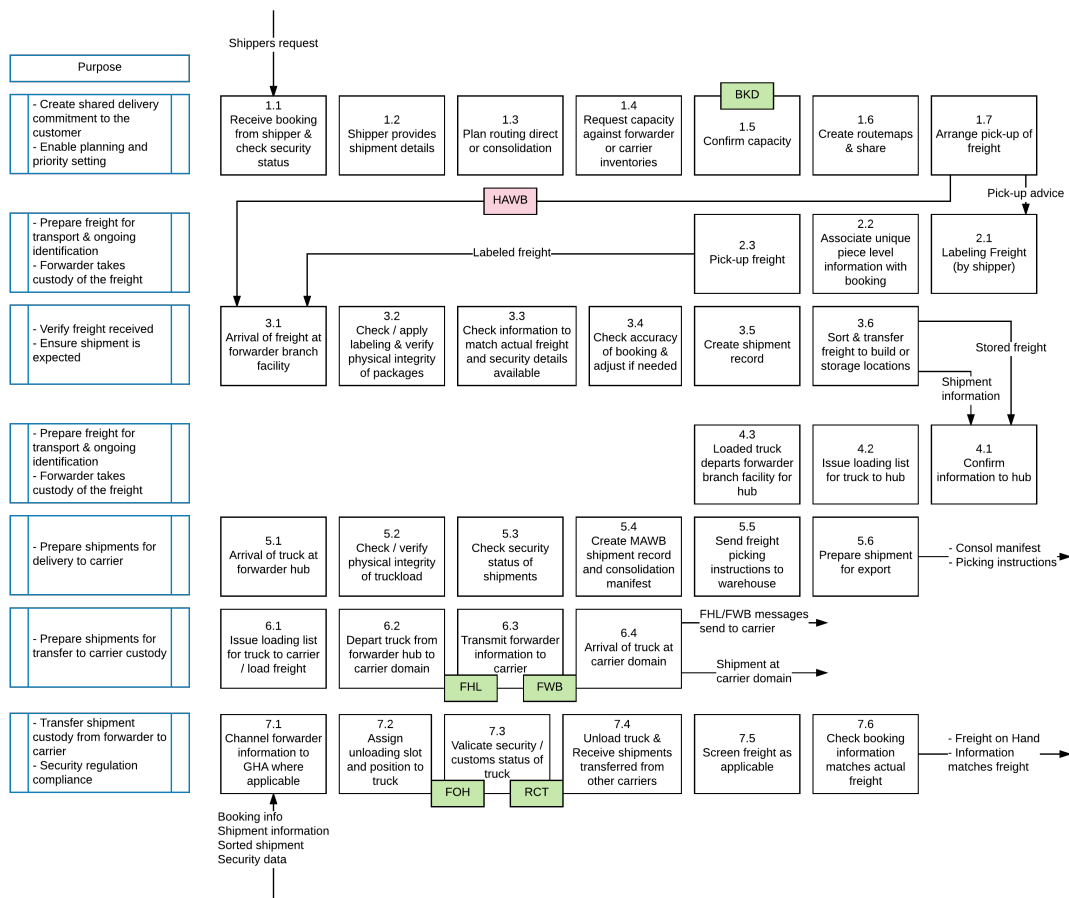 Shippers request
Purpose
- Create shared delivery
commitment to the
customer
- Enable planning and
priority setting
1.1
Receive booking
from shipper &
check security
status
1.2
Shipper provides
shipment details
1.3
Plan routing direct
or consolidation
1.4
Request capacity
against forwarder
or carrier
inventories
BKD
1.5
Confirm capacity
1.6
Create routemaps
& share
1.7
Arrange pick-up of
freight
HAWB
Pick-up advice
- Prepare freight for
transport & ongoing
identification
- Forwarder takes
custody of the freight
Labeled freight
2.3
Pick-up freight
2.2
Associate unique
piece level
information with
booking
2.1
Labeling Freight
(by shipper)
- Verify freight received
- Ensure shipment is
expected
3.1
Arrival of freight at
forwarder branch
facility
3.2
Check / apply
labeling & verify
physical integrity
of packages
3.3
Check information to
match actual freight
and security details
available
3.4
Check accuracy
of booking &
adjust if needed
3.5
Create shipment
record
3.6
Sort & transfer
freight to build or
storage locations
Stored freight
Shipment
information
- Prepare freight for
transport & ongoing
identification
- Forwarder takes
custody of the freight
4.3
Loaded truck
departs forwarder
branch facility for
hub
4.2
Issue loading list
for truck to hub
4.1
Confirm
information to hub
- Prepare shipments for
delivery to carrier
5.1
Arrival of truck at
forwarder hub
5.2
Check / verify
physical integrity
of truckload
5.3
Check security
status of
shipments
5.4
Create MAWB
shipment record
and consolidation
manifest
5.5
Send freight
picking
instructions to
warehouse
5.6
Prepare shipment
for export
- Consol manifest
- Picking instructions
- Prepare shipments for
transfer to carrier custody
6.1
Issue loading list
for truck to carrier
/ load freight
6.2
Depart truck from
forwarder hub to
carrier domain
6.3
Transmit forwarder
information to
carrier
FHL
FWB
6.4
Arrival of truck at
carrier domain
FHL/FWB messages
send to carrier
Shipment at
carrier domain
- Transfer shipment
custody from forwarder to
carrier
- Security regulation
compliance
7.1
Channel forwarder
information to
GHA where
applicable
7.2
Assign
unloading slot
and position to
truck
7.3
Valicate security /
customs status of
truck
FOH
RCT
7.4
Unload truck &
Receive shipments
transferred from
other carriers
7.5
Screen freight as
applicable
7.6
Check booking
information
matches actual
freight
- Freight on Hand
- Information
matches freight
Booking info
Shipment information
Sorted shipment
Security data